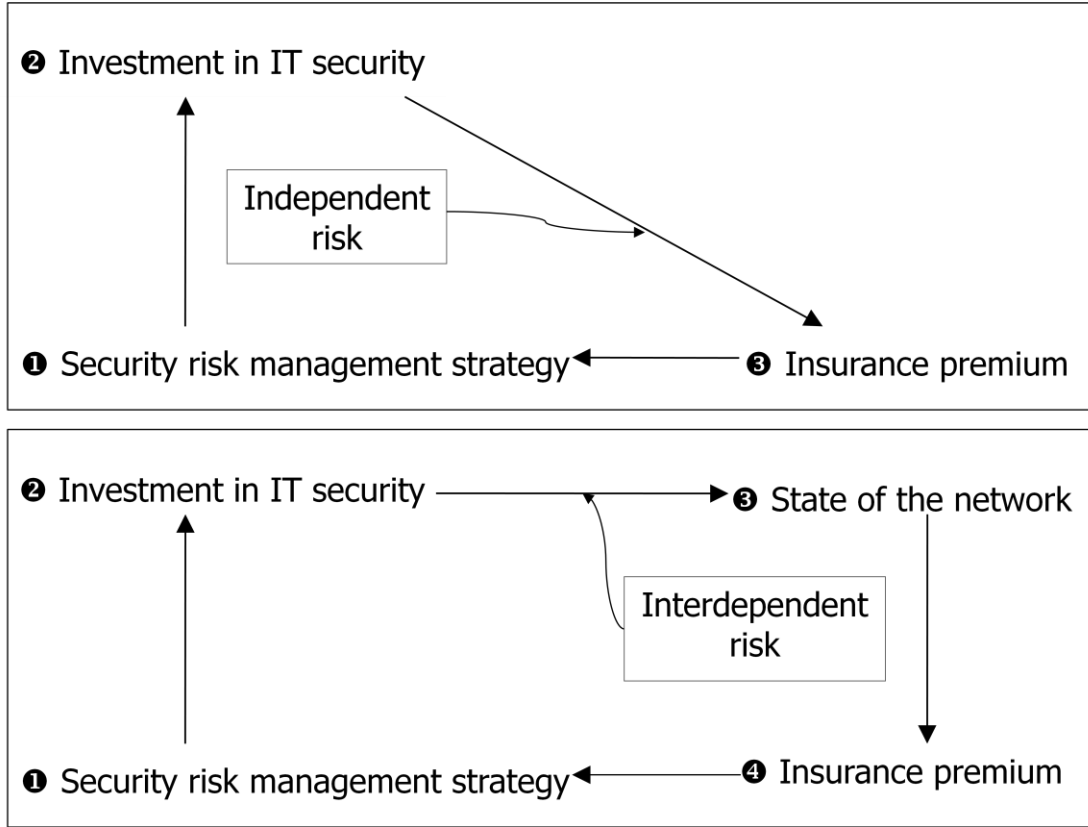 ❷ Investment in IT security
Independent
risk
❶ Security risk management strategy
❸ Insurance premium
❷ Investment in IT security
❸ State of the network
Interdependent
risk
❶ Security risk management strategy
❹ Insurance premium